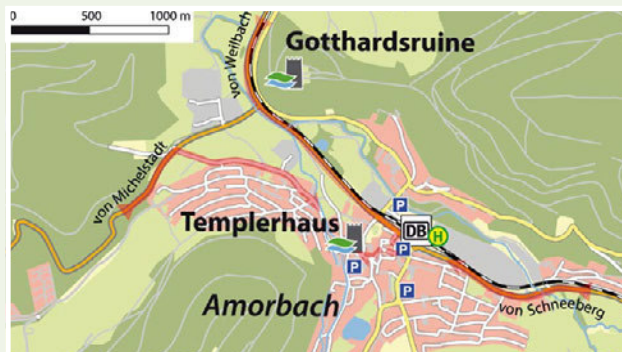 0 500 1000 m
Gotthardsruine
von Weilbach
von Michelstadt
Templerhaus
P
DB
H
P
P
P
Amorbach
von Schneeberg